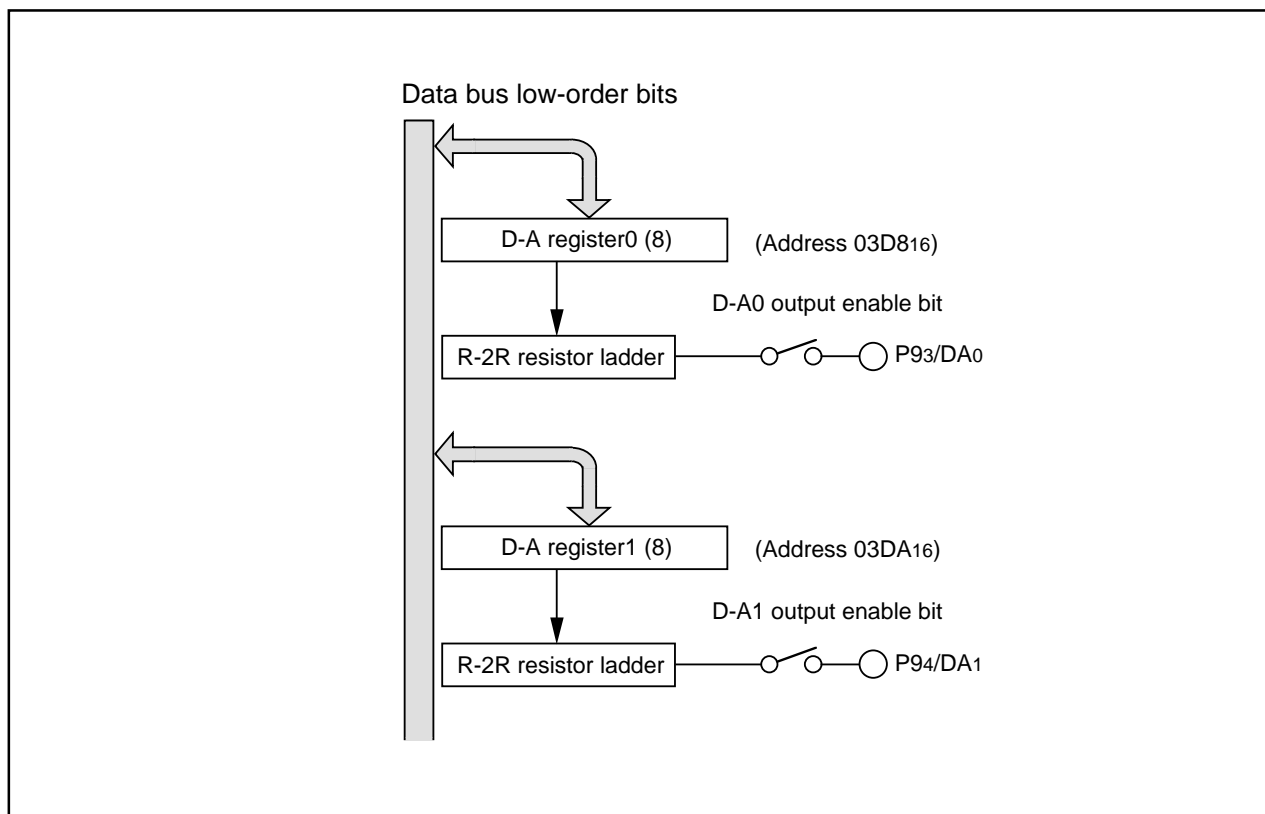 Data bus low-order bits
D-A register0 (8)
(Address 03D816)
D-A0 output enable bit
R-2R resistor ladder
P93/DA0
D-A register1 (8)
(Address 03DA16)
D-A1 output enable bit
R-2R resistor ladder
P94/DA1